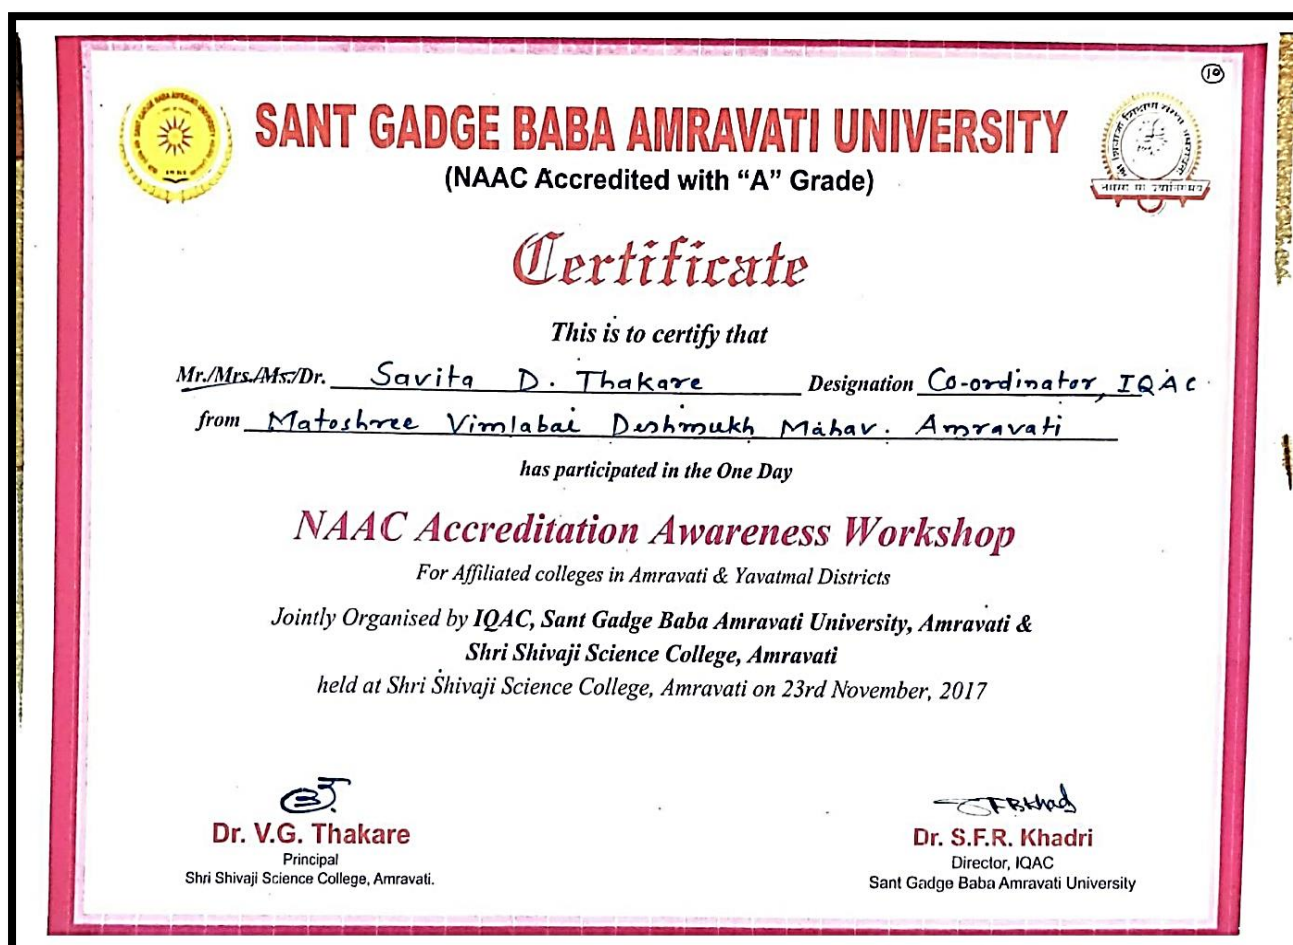 10
SANT GADGE BABA AMRAVATI UNIVERSITY
(NAAC Accredited with “A” Grade)
Certificate
This is to certify that
Mr./Mrs./Ms./Dr. Savita D. Thakare Designation Co-ordinator, IQAC
from Matoshree Vimlabai Deshmukh Mahav. Amravati
has participated in the One Day
NAAC Accreditation Awareness Workshop
For Affiliated colleges in Amravati & Yavatmal Districts
Jointly Organised by IQAC, Sant Gadge Baba Amravati University, Amravati &
Shri Shivaji Science College, Amravati
held at Shri Shivaji Science College, Amravati on 23rd November, 2017
Dr. V.G. Thakare
Principal
Shri Shivaji Science College, Amravati.
Dr. S.F.R. Khadri
Director, IQAC
Sant Gadge Baba Amravati University